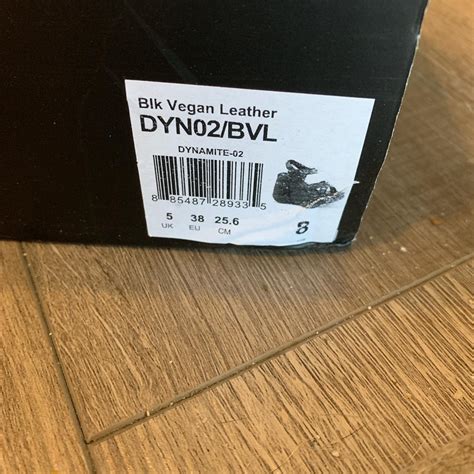 Blk Vegan Leather
DYN02/BVL
DYNAMITE-02
8 85487 28933 5
5 38 25.6 8
UK EU CM